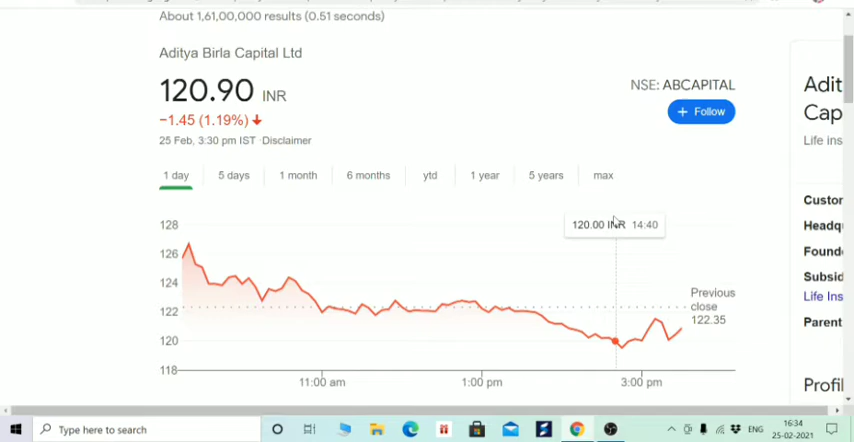 About 1,61,00,000 results (0.51 seconds)
Aditya Birla Capital Ltd
120.90 INR
−1.45 (1.19%)
25 Feb, 3:30 pm IST · Disclaimer
NSE: ABCAPITAL
+ Follow
1 day 5 days 1 month 6 months ytd 1 year 5 years max
128
126
124
122
120
118
120.00 INR 14:40
Previous
close
122.35
11:00 am 1:00 pm 3:00 pm
Adit
Cap
Life ins
Custor
Headq
Found
Subsid
Life Ins
Parent
Profil
Type here to search
ENG
16:34
25-02-2021